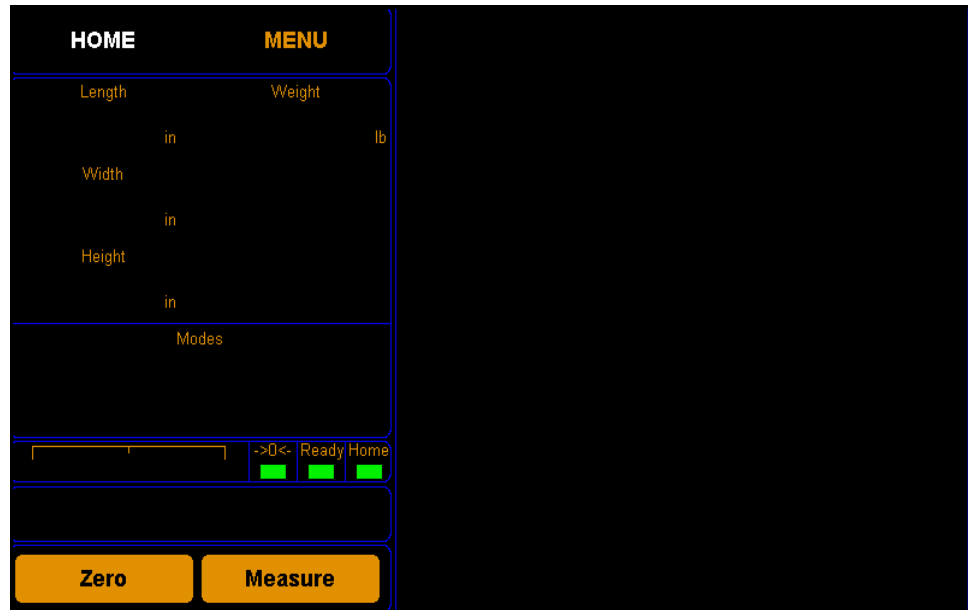 HOME MENU
Length Weight
in lb
Width
in
Height
in
Modes
->0<- Ready Home
Zero Measure